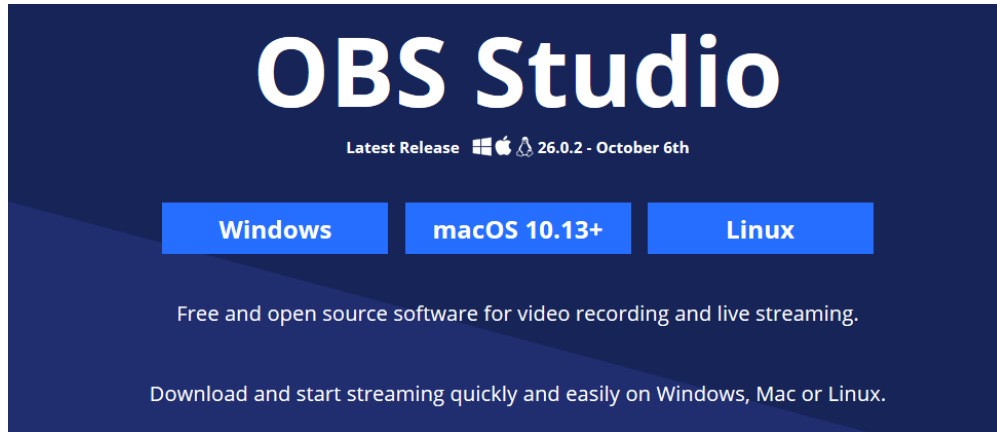 OBS Studio
Latest Release 26.0.2 - October 6th
Windows macOS 10.13+ Linux
Free and open source software for video recording and live streaming.
Download and start streaming quickly and easily on Windows, Mac or Linux.